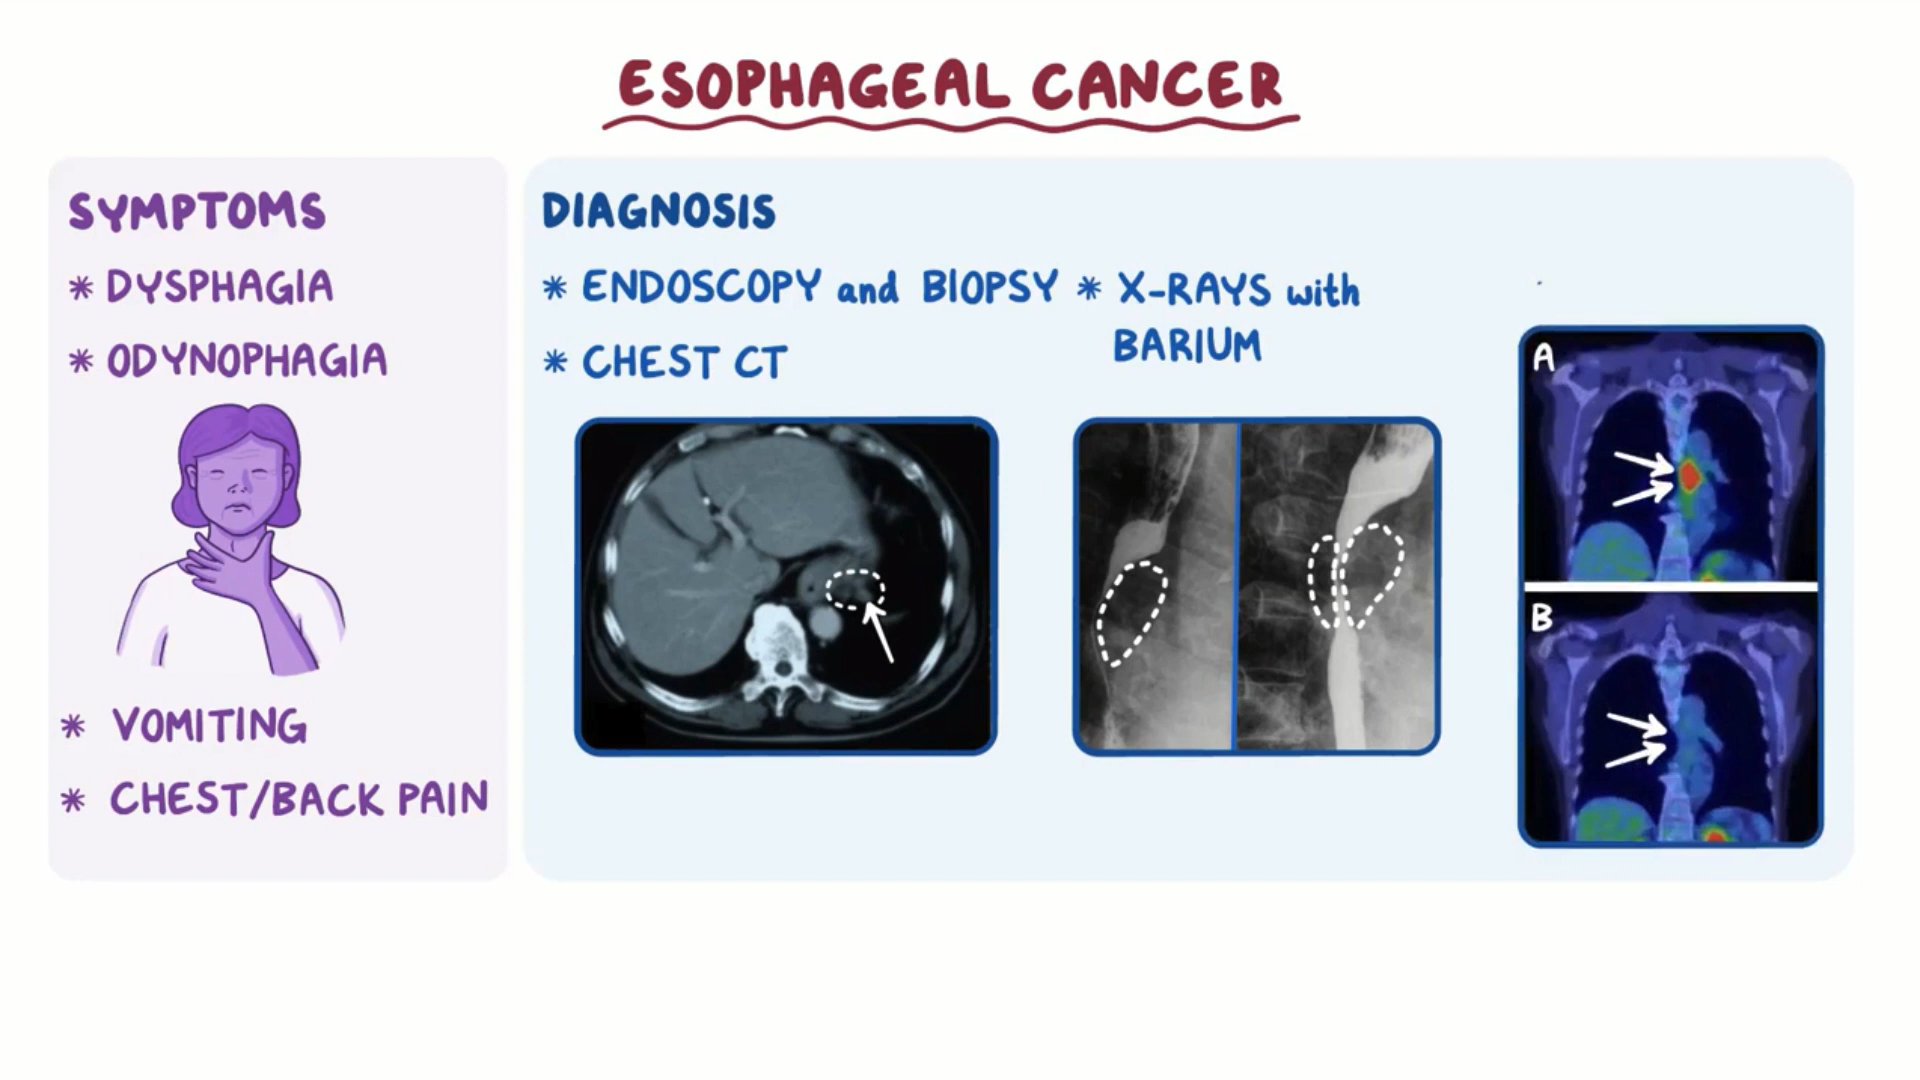 ESOPHAGEAL CANCER
SYMPTOMS
* DYSPHAGIA
* ODYNOPHAGIA
* VOMITING
* CHEST/BACK PAIN
DIAGNOSIS
* ENDOSCOPY and BIOPSY
* CHEST CT
* X-RAYS with
BARIUM
A
B